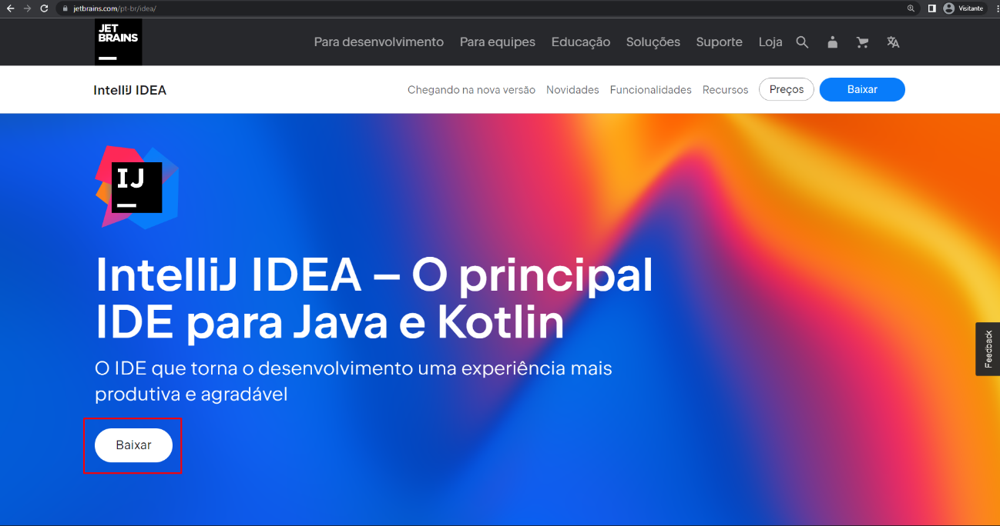 jetbrains.com/pt-br/idea/
Visitante
JET
BRAINS
Para desenvolvimento Para equipes Educação Soluções Suporte Loja
IntelliJ IDEA
Chegando na nova versão Novidades Funcionalidades Recursos Preços Baixar
IJ
IntelliJ IDEA – O principal
IDE para Java e Kotlin
O IDE que torna o desenvolvimento uma experiência mais
produtiva e agradável
Baixar
Feedback